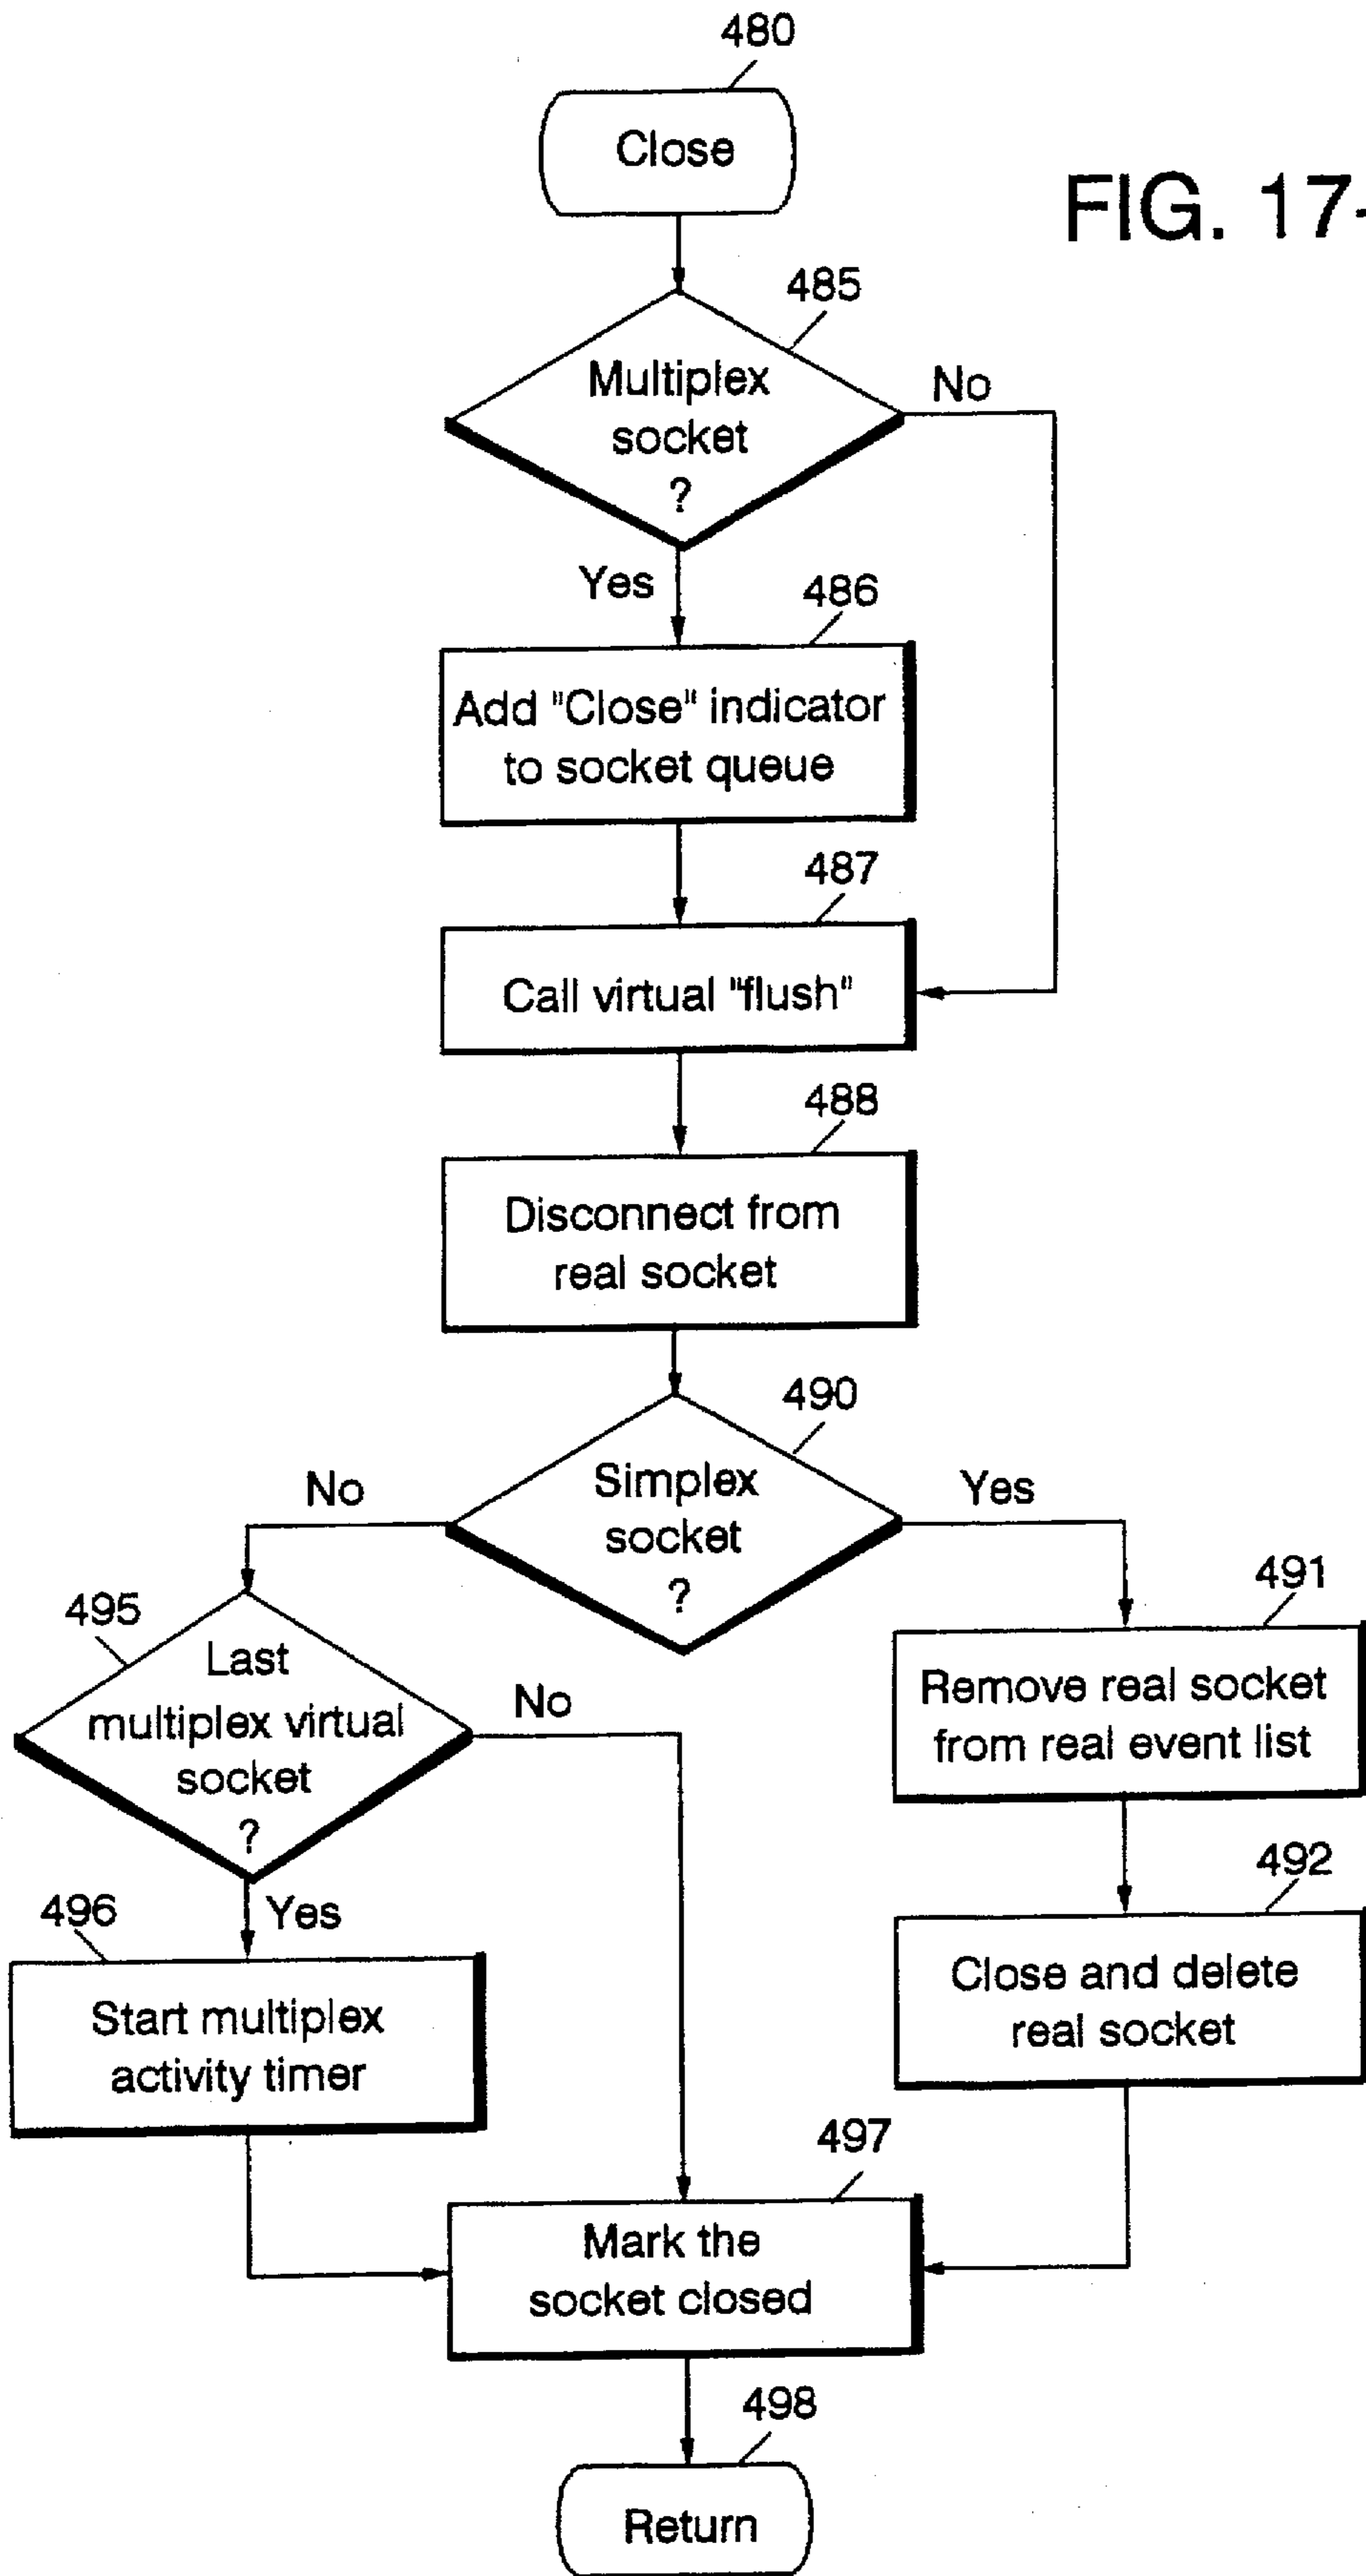 480
Close
FIG. 17-
485
Multiplex
socket
?
No
Yes
486
Add "Close" indicator
to socket queue
487
Call virtual "flush"
488
Disconnect from
real socket
490
Simplex
socket
?
No
Yes
495
Last
multiplex virtual
socket
?
No
491
Remove real socket
from real event list
496
Yes
Start multiplex
activity timer
492
Close and delete
real socket
497
Mark the
socket closed
498
Return